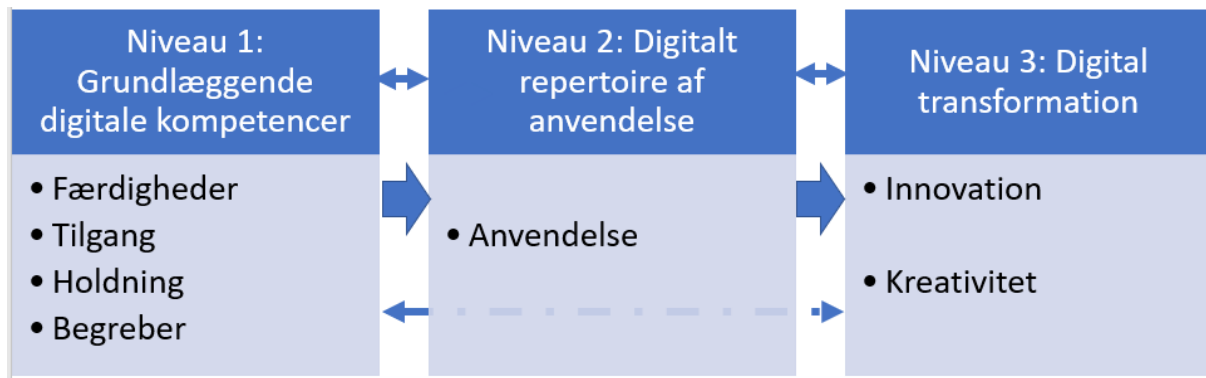 Niveau 1:
Grundlæggende
digitale kompetencer
• Færdigheder
• Tilgang
• Holdning
• Begreber
Niveau 2: Digitalt
repertoire af
anvendelse
• Anvendelse
Niveau 3: Digital
transformation
• Innovation
• Kreativitet